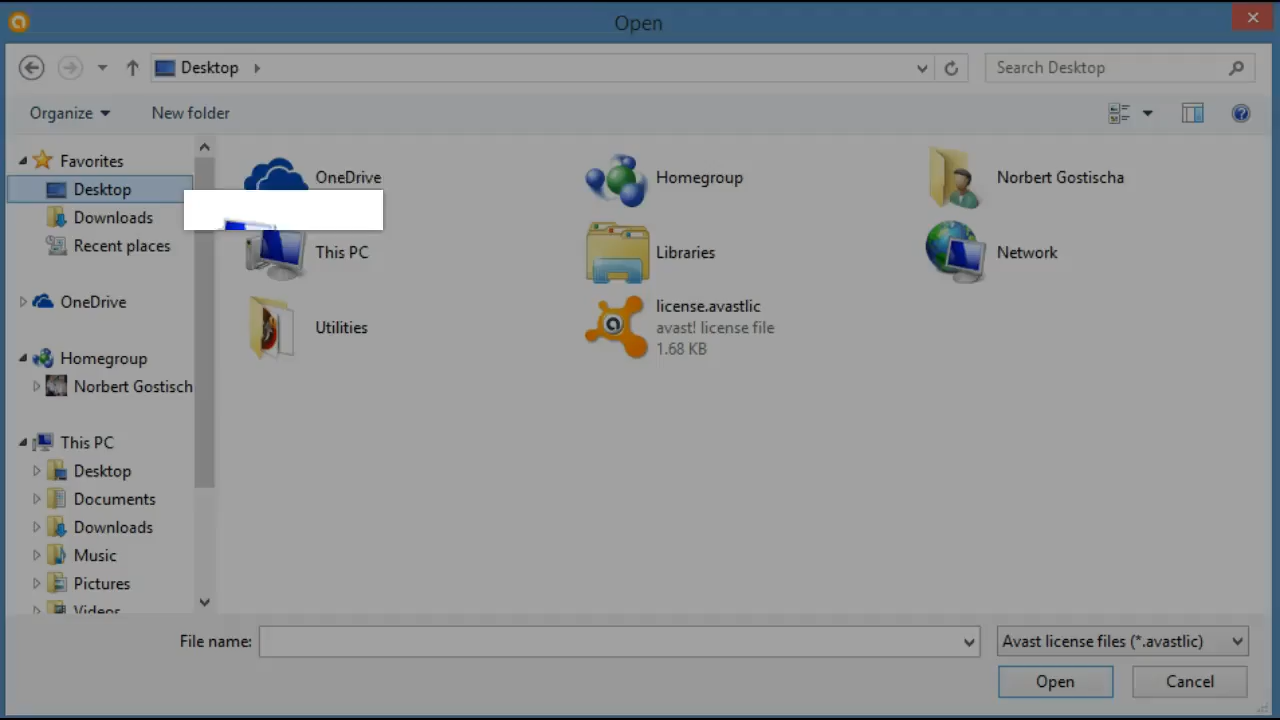 Open
Desktop
Search Desktop
Organize
New folder
Favorites
Desktop
Downloads
Recent places
OneDrive
Homegroup
Norbert Gostisch
This PC
Desktop
Documents
Downloads
Music
Pictures
Videos
OneDrive
Homegroup
Norbert Gostischa
This PC
Libraries
Network
Utilities
license.avastlic
avast! license file
1.68 KB
File name:
Avast license files (*.avastlic)
Open
Cancel